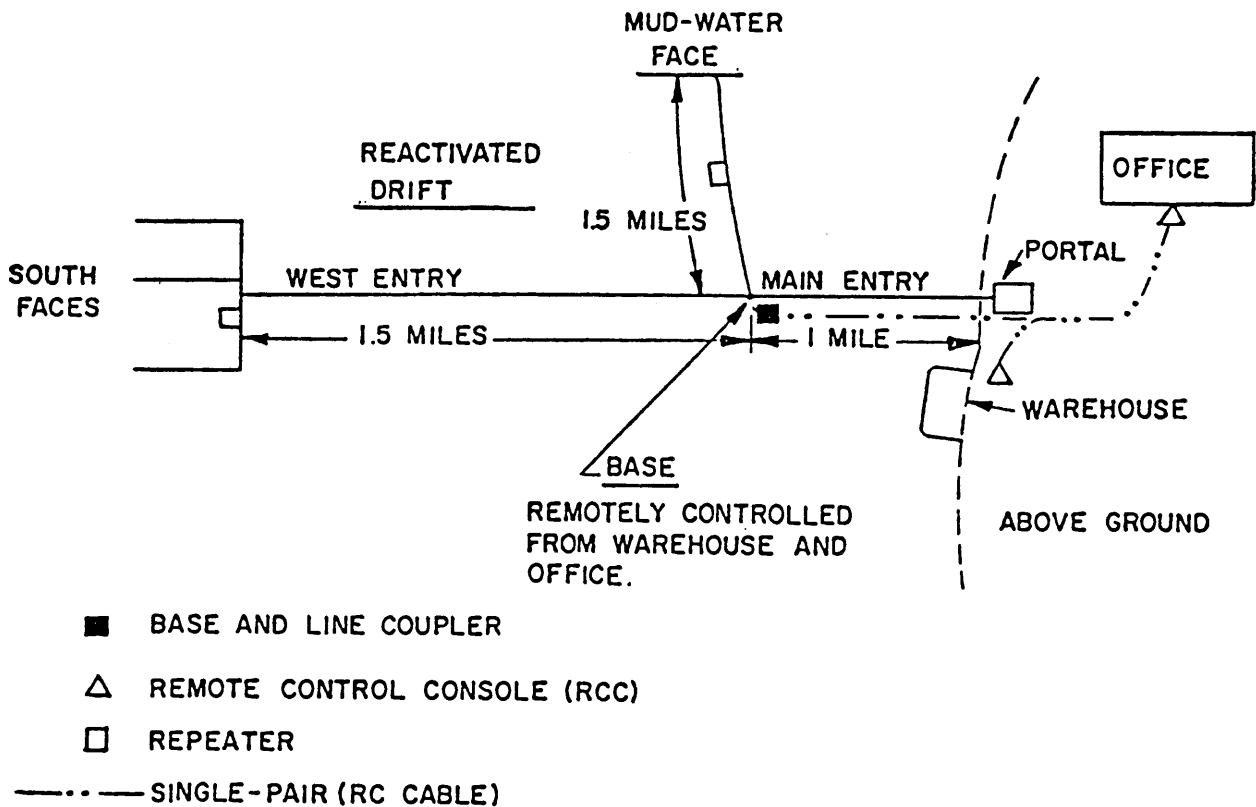 MUD-WATER
FACE
REACTIVATED
DRIFT
OFFICE
1.5 MILES
PORTAL
SOUTH
FACES
WEST ENTRY
MAIN ENTRY
1.5 MILES
1 MILE
WAREHOUSE
BASE
REMOTELY CONTROLLED
FROM WAREHOUSE AND
OFFICE.
ABOVE GROUND
BASE AND LINE COUPLER
REMOTE CONTROL CONSOLE (RCC)
REPEATER
SINGLE-PAIR (RC CABLE)